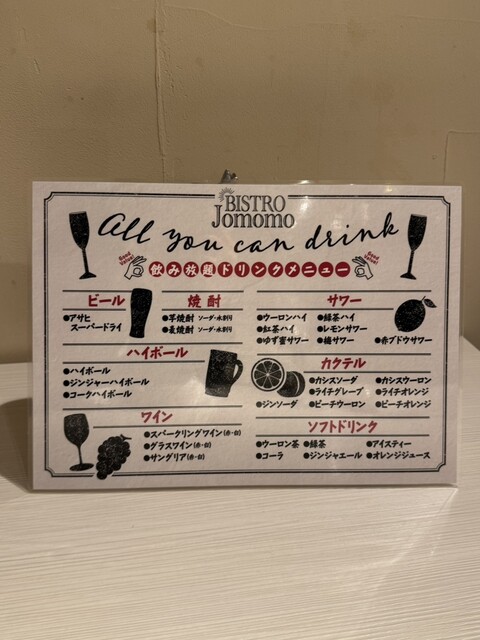 BISTRO
Jomomo
All you can drink
Good Value!
飲み放題ドリンクメニュー
Good Value!
ビール
●アサヒ
スーパードライ
焼酎
●芋焼酎 ソーダ・水割り
●麦焼酎 ソーダ・水割り
ハイボール
●ハイボール
●ジンジャーハイボール
●コークハイボール
ワイン
●スパークリングワイン(赤・白)
●グラスワイン(赤・白)
●サングリア(赤・白)
サワー
●ウーロンハイ ●緑茶ハイ
●紅茶ハイ ●レモンサワー
●ゆず蜜サワー ●梅サワー ●赤ブドウサワー
カクテル
●カシスソーダ ●カシスウーロン
●ライチグレープ ●ライチオレンジ
●ジンソーダ ●ピーチウーロン ●ピーチオレンジ
ソフトドリンク
●ウーロン茶 ●緑茶 ●アイスティー
●コーラ ●ジンジャエール ●オレンジジュース